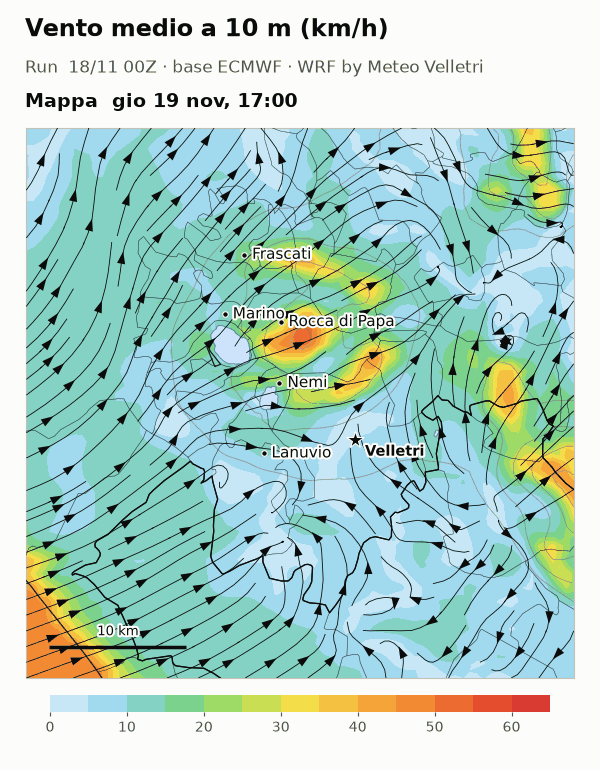 Vento medio a 10 m (km/h)
Run  18/11 00Z · base ECMWF · WRF by Meteo Velletri
Mappa  gio 19 nov, 17:00
Frascati
Marino
Rocca di Papa
Nemi
Velletri
Lanuvio
10 km
0 10 20 30 40 50 60